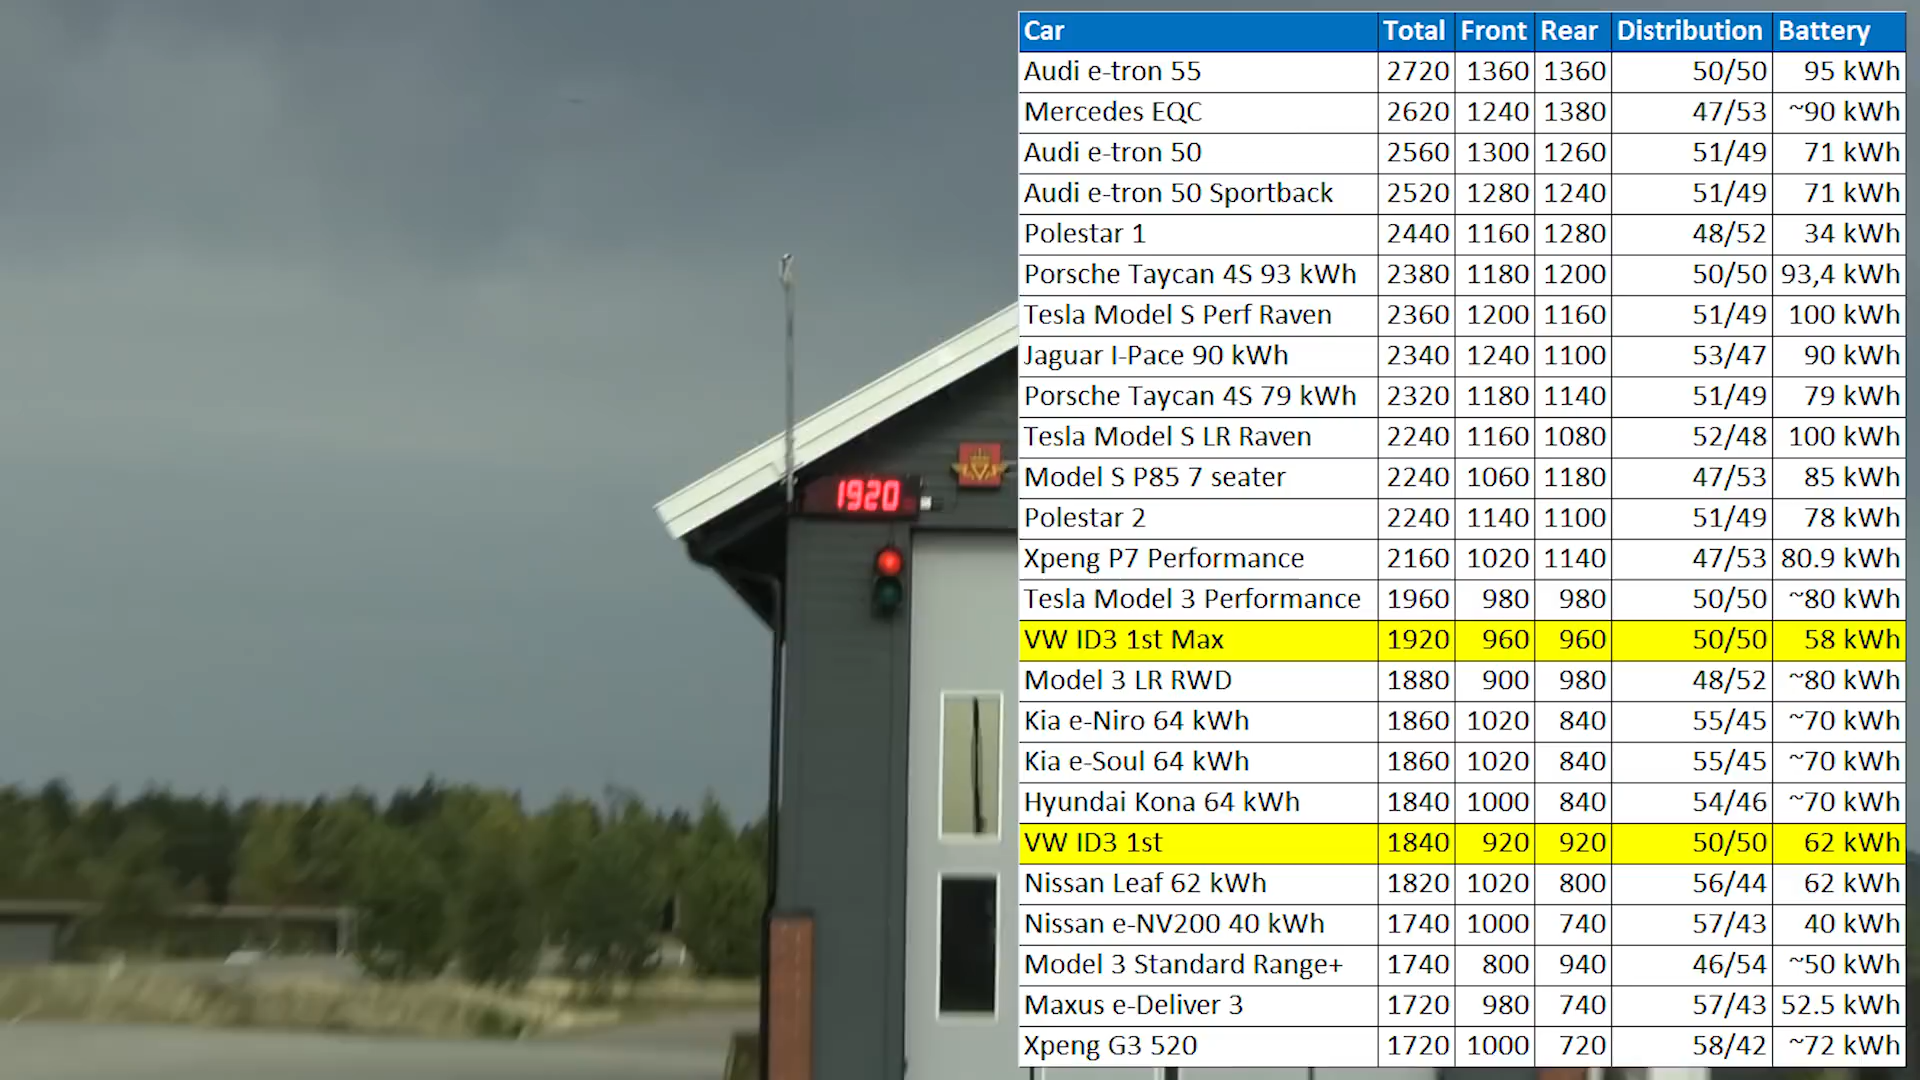 Car Total Front Rear Distribution Battery
Audi e-tron 55 2720 1360 1360 50/50 95 kWh
Mercedes EQC 2620 1240 1380 47/53 ~90 kWh
Audi e-tron 50 2560 1300 1260 51/49 71 kWh
Audi e-tron 50 Sportback 2520 1280 1240 51/49 71 kWh
Polestar 1 2440 1160 1280 48/52 34 kWh
Porsche Taycan 4S 93 kWh 2380 1180 1200 50/50 93,4 kWh
Tesla Model S Perf Raven 2360 1200 1160 51/49 100 kWh
Jaguar I-Pace 90 kWh 2340 1240 1100 53/47 90 kWh
Porsche Taycan 4S 79 kWh 2320 1180 1140 51/49 79 kWh
Tesla Model S LR Raven 2240 1160 1080 52/48 100 kWh
Model S P85 7 seater 2240 1060 1180 47/53 85 kWh
Polestar 2 2240 1140 1100 51/49 78 kWh
Xpeng P7 Performance 2160 1020 1140 47/53 80.9 kWh
Tesla Model 3 Performance 1960 980 980 50/50 ~80 kWh
VW ID3 1st Max 1920 960 960 50/50 58 kWh
Model 3 LR RWD 1880 900 980 48/52 ~80 kWh
Kia e-Niro 64 kWh 1860 1020 840 55/45 ~70 kWh
Kia e-Soul 64 kWh 1860 1020 840 55/45 ~70 kWh
Hyundai Kona 64 kWh 1840 1000 840 54/46 ~70 kWh
VW ID3 1st 1840 920 920 50/50 62 kWh
Nissan Leaf 62 kWh 1820 1020 800 56/44 62 kWh
Nissan e-NV200 40 kWh 1740 1000 740 57/43 40 kWh
Model 3 Standard Range+ 1740 800 940 46/54 ~50 kWh
Maxus e-Deliver 3 1720 980 740 57/43 52.5 kWh
Xpeng G3 520 1720 1000 720 58/42 ~72 kWh
1920